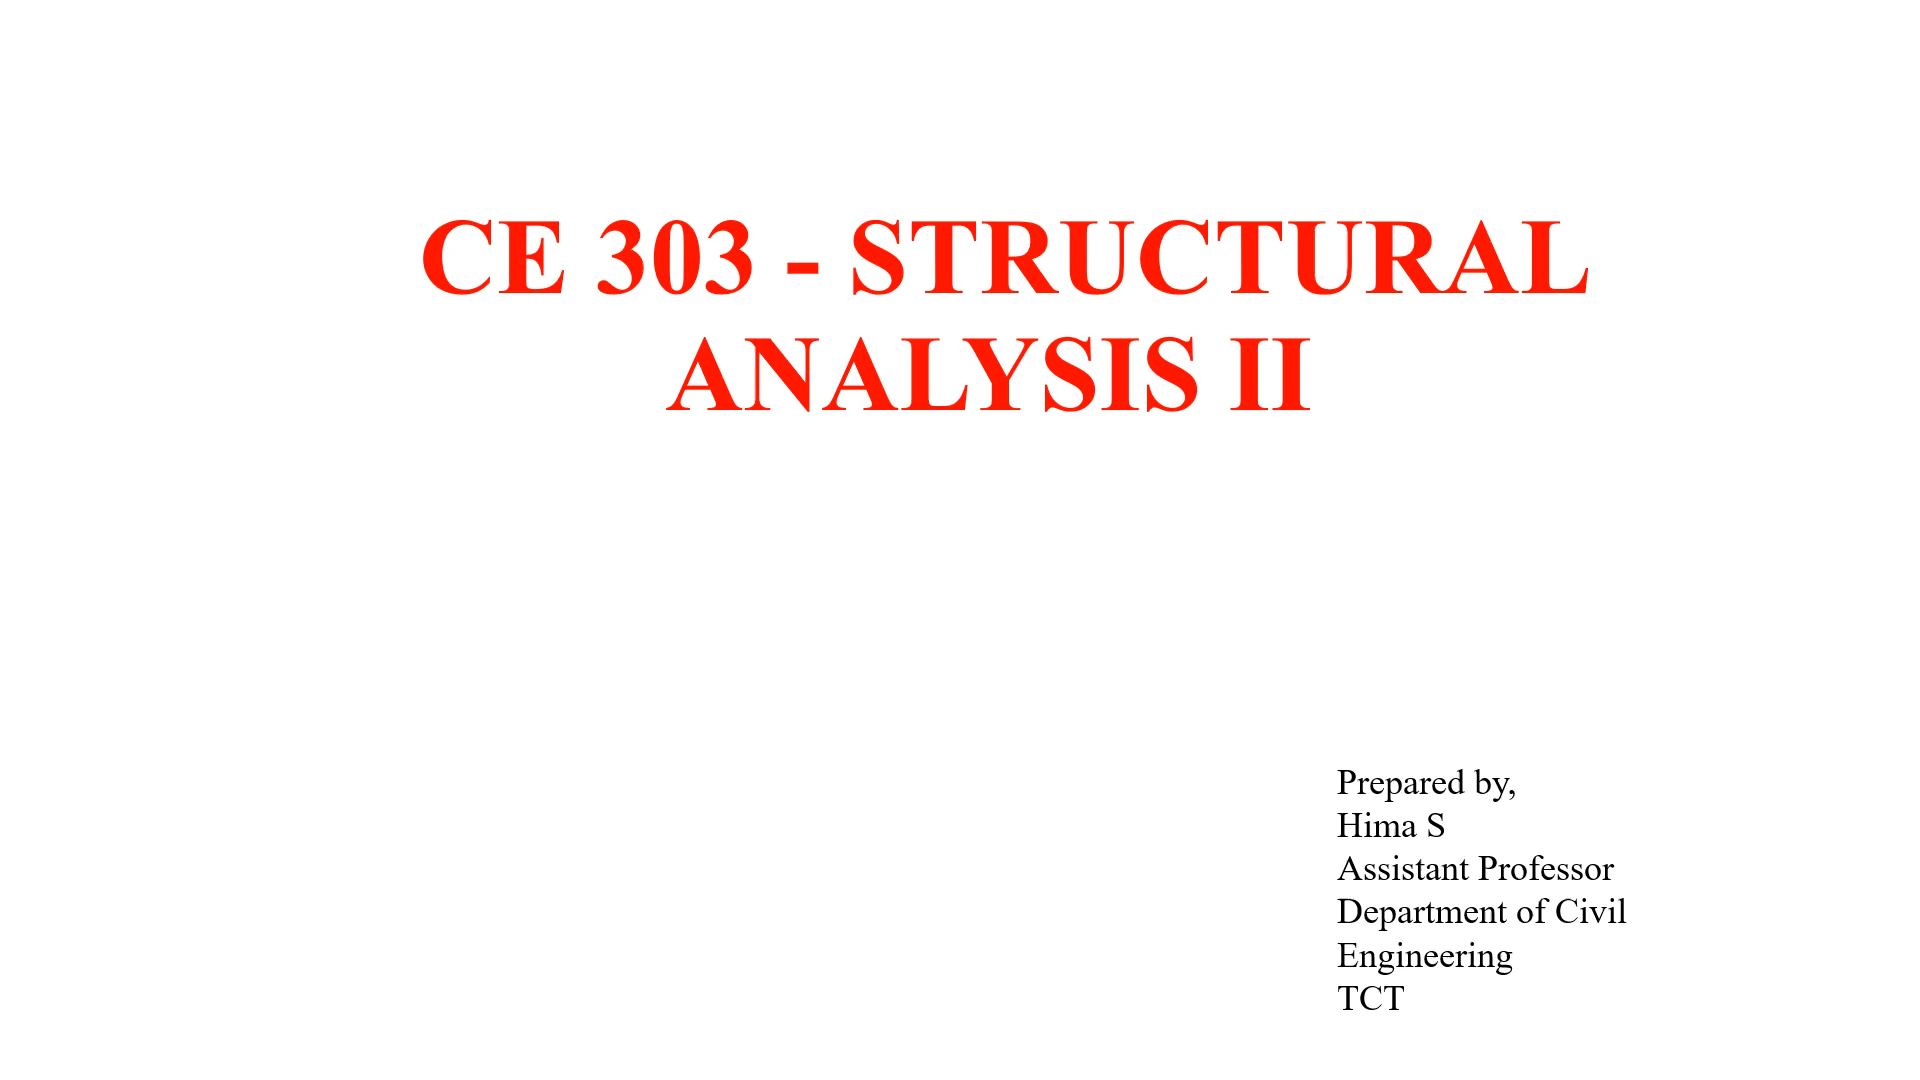 CE 303 - STRUCTURAL
ANALYSIS II
Prepared by,
Hima S
Assistant Professor
Department of Civil
Engineering
TCT